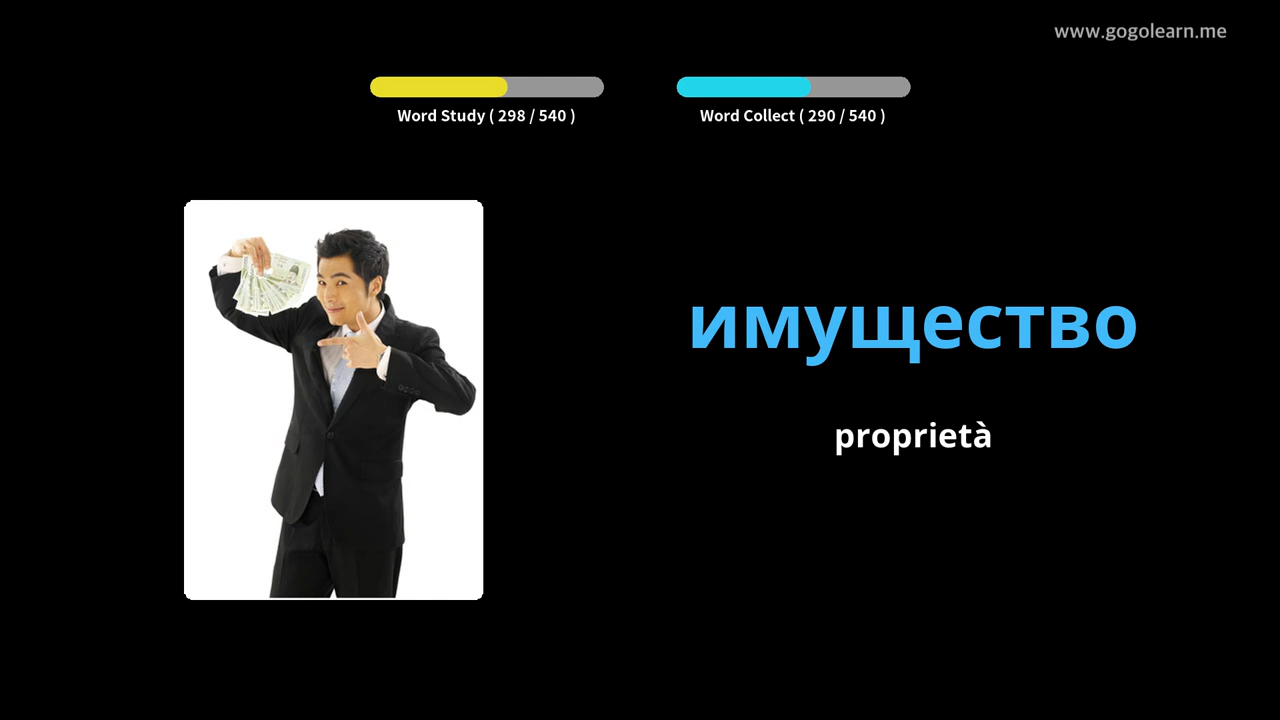 www.gogolearn.me
Word Study ( 298 / 540 )
Word Collect ( 290 / 540 )
имущество
proprietà